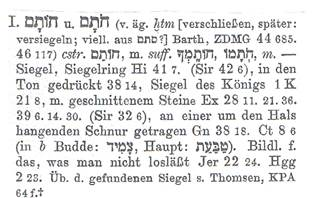 I. חוֹתָם u. חֹתָם (v. äg. ḫtm [verschließen, später:
versiegeln; viell. aus סתם?] Barth, ZDMG 44 685.
46 117) cstr. חוֹתַם, m. suff. חֹתָמוֹ, חוֹתָמְךָ, m. —
Siegel, Siegelring Hi 41 7. (Sir 42 6), in den
Ton gedrückt 38 14, Siegel des Königs 1 K
21 8, m. geschnittenem Steine Ex 28 11. 21. 36.
39 6. 14. 30. (Sir 32 6), an einer um den Hals
hangenden Schnur getragen Gn 38 18. Ct 8 6
(in b Budde: צָמִיד, Haupt: טַבַּעַת). Bildl. f.
das, was man nicht losläßt Jer 22 24. Hgg
2 23. Üb. d. gefundenen Siegel s. Thomsen, KPA
64 f.†